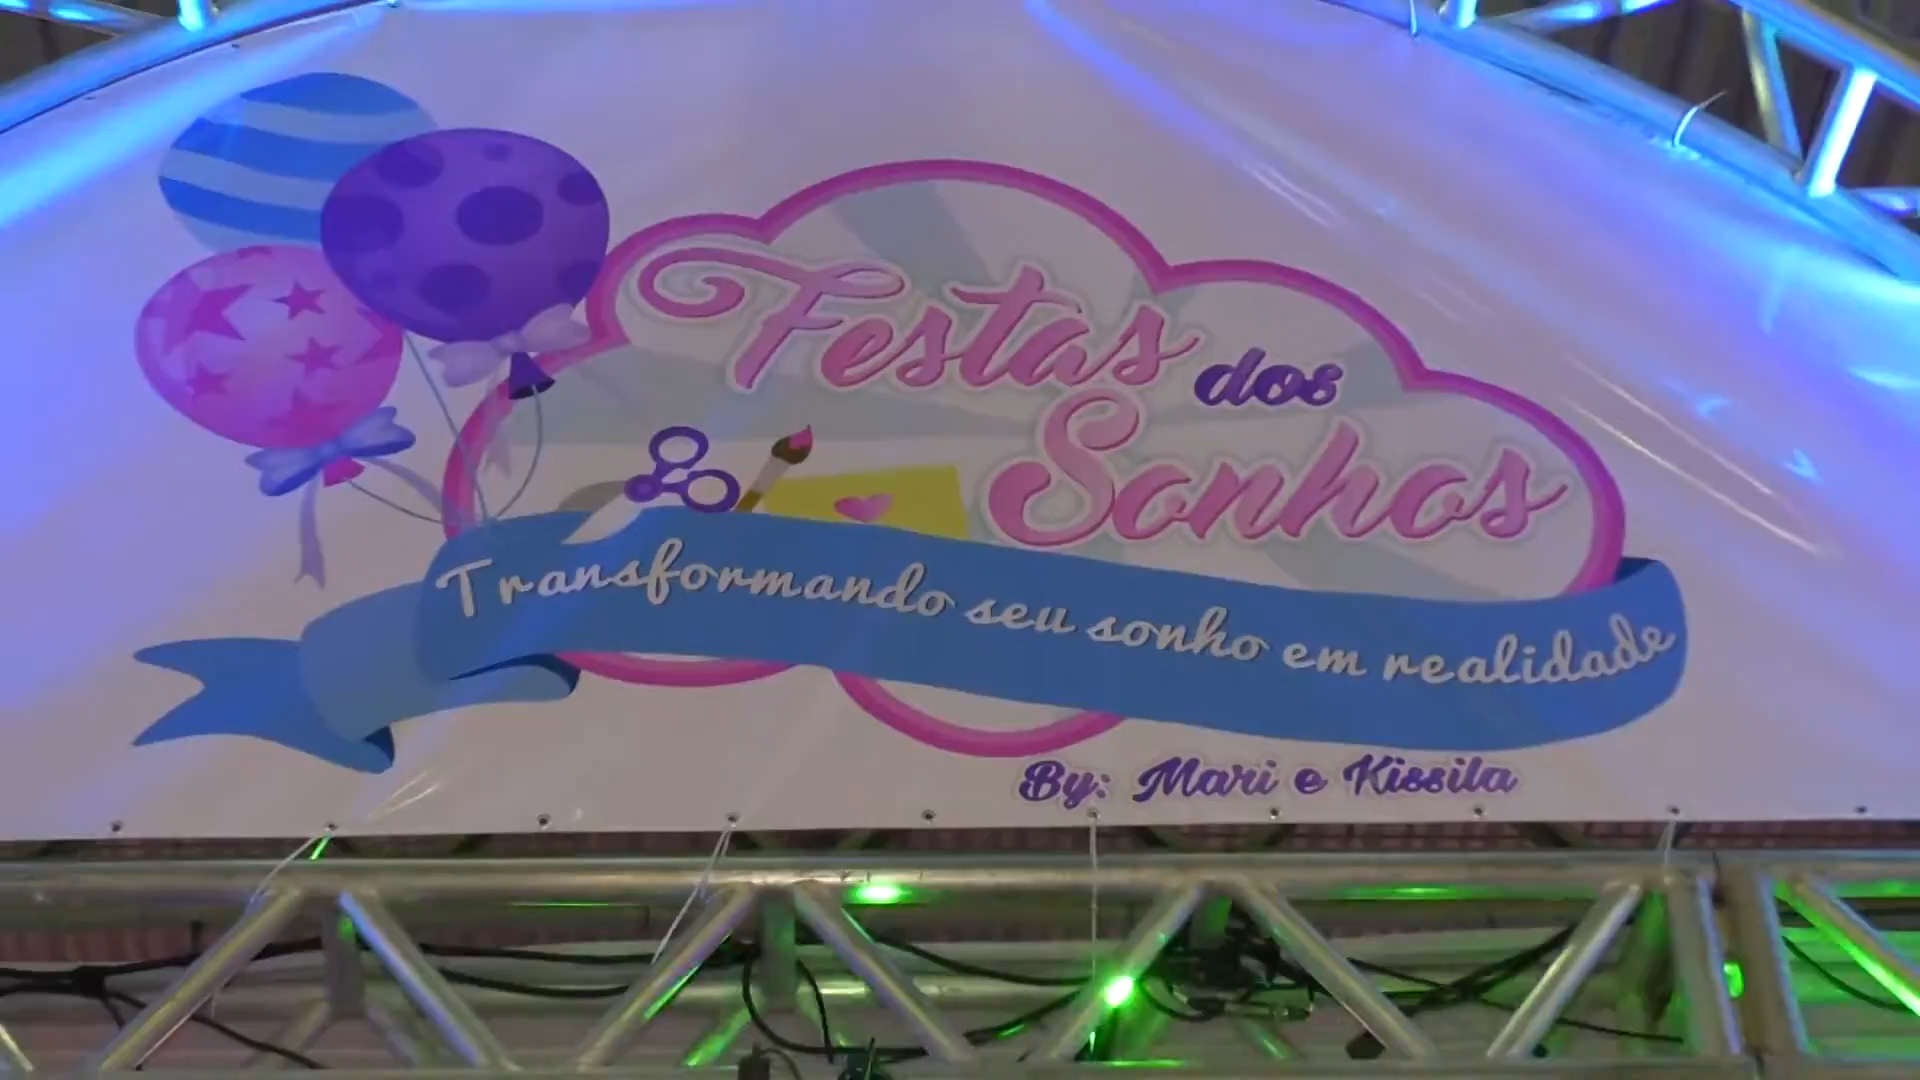 Festas dos
Sonhos
Transformando seu sonho em realidade
By: Mari e Kissila